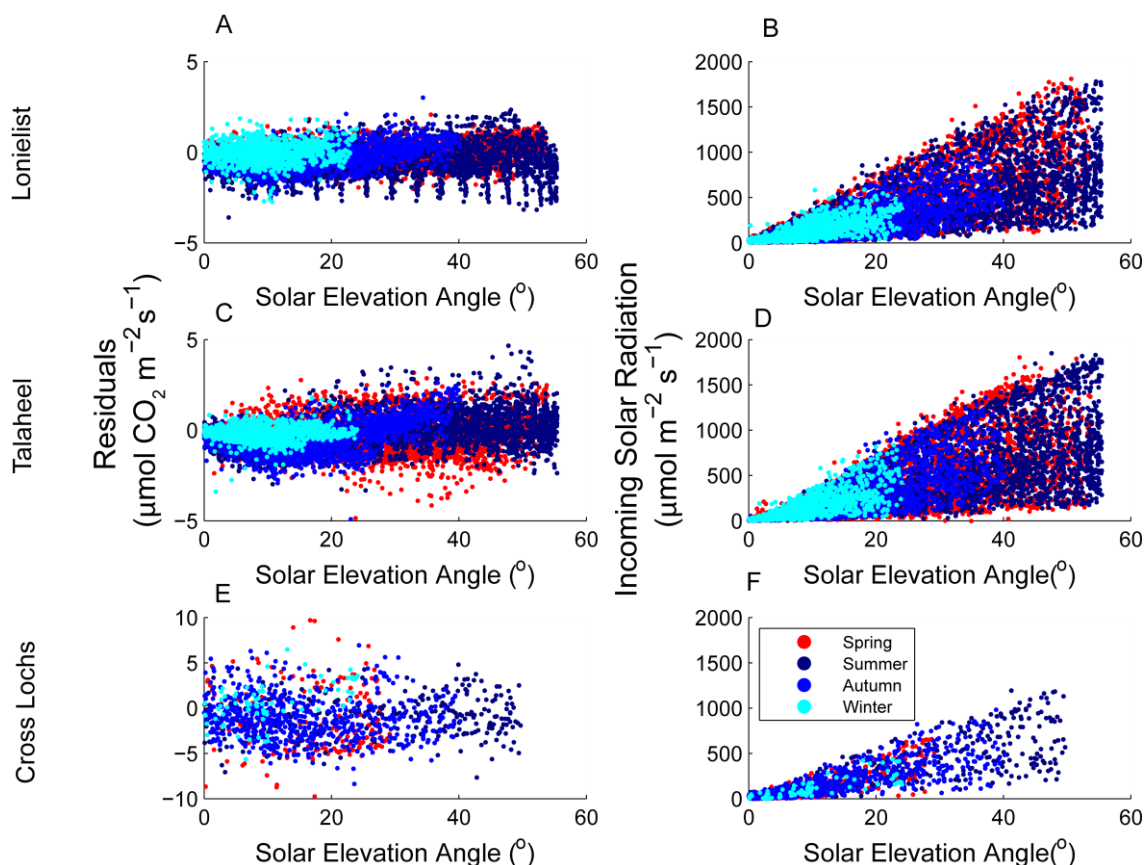 A
B
Lonielist
5
0
−5
0
20
40
60
Solar Elevation Angle (o)
2000
1500
1000
500
0
0
20
40
60
Solar Elevation Angle(o)
Residuals
(µmol CO2 m−2 s−1)
Incoming Solar Radiation
(µmol m−2 s−1)
C
D
Talaheel
5
0
−5
0
20
40
60
Solar Elevation Angle (o)
2000
1500
1000
500
0
0
20
40
60
Solar Elevation Angle(o)
E
F
Cross Lochs
10
5
0
−5
−10
0
20
40
60
Solar Elevation Angle (o)
2000
1500
1000
500
0
0
20
40
60
Solar Elevation Angle(o)
Spring
Summer
Autumn
Winter